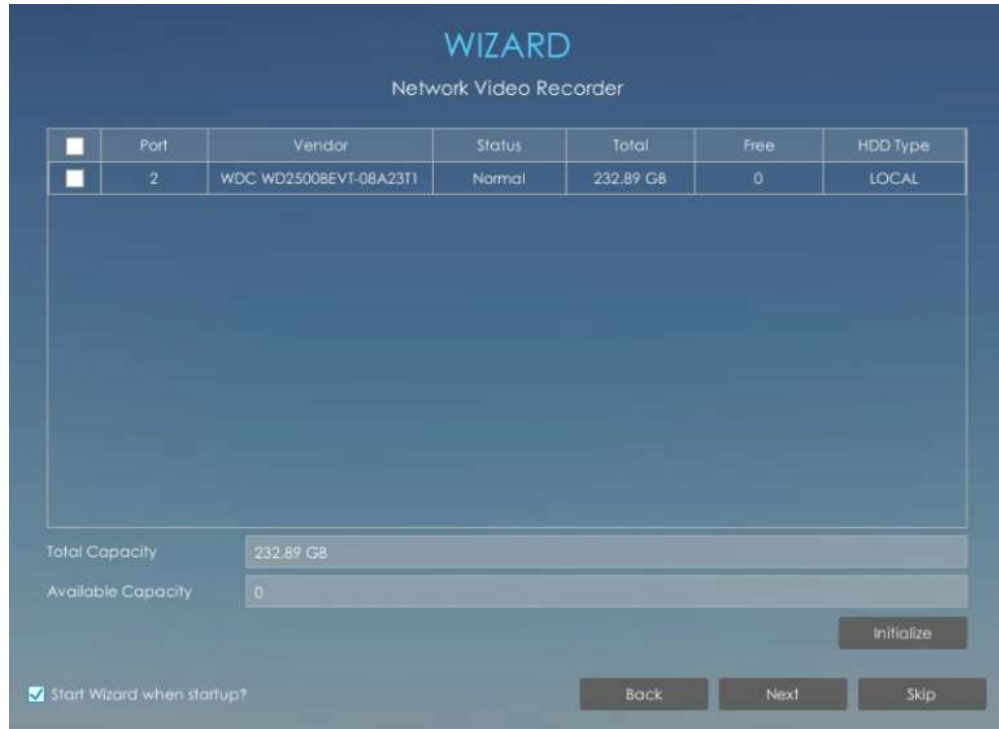 WIZARD
Network Video Recorder
Port Vendor Status Total Free HDD Type
2 WDC WD2500BEVT-08A23T1 Normal 232.89 GB 0 LOCAL
Total Capacity 232.89 GB
Available Capacity 0
Initialize
Start Wizard when startup? Back Next Skip